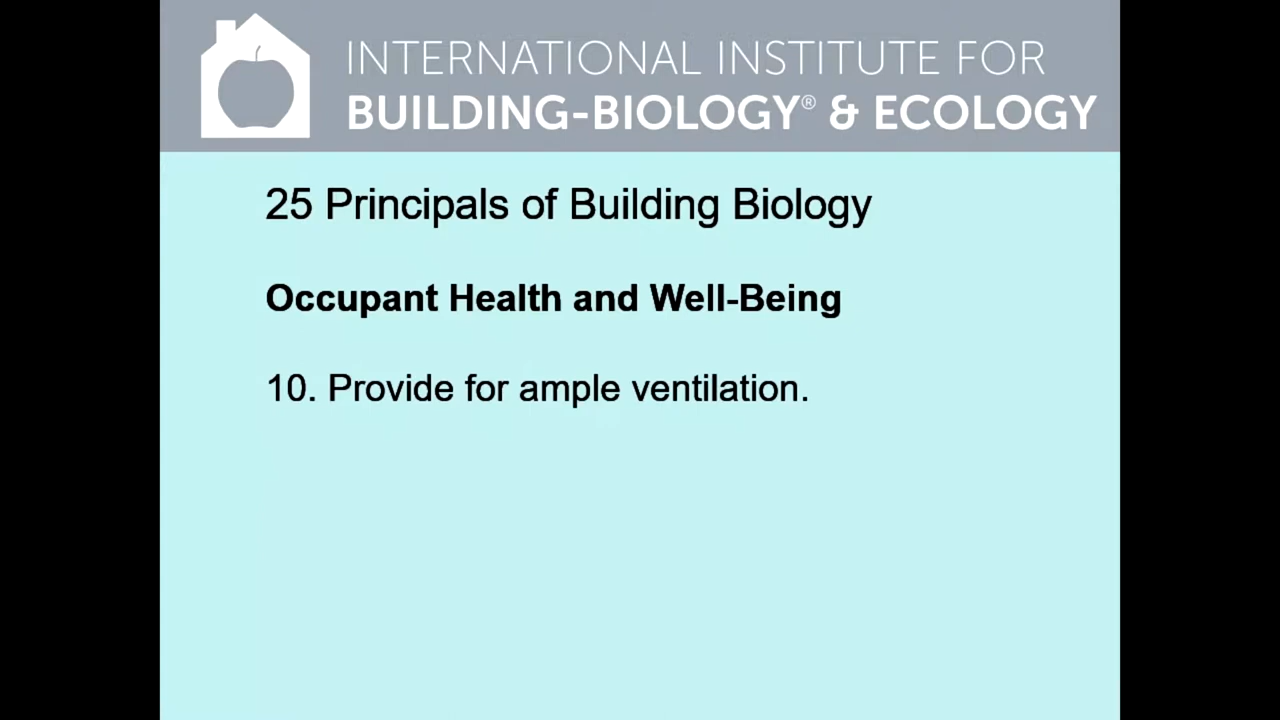 INTERNATIONAL INSTITUTE FOR
BUILDING-BIOLOGY® & ECOLOGY
25 Principals of Building Biology
Occupant Health and Well-Being
10. Provide for ample ventilation.